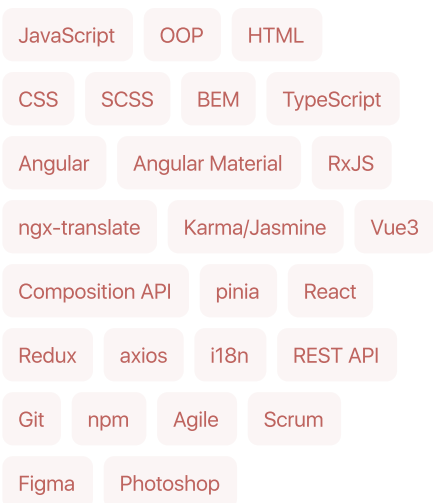 JavaScript OOP HTML
CSS SCSS BEM TypeScript
Angular Angular Material RxJS
ngx-translate Karma/Jasmine Vue3
Composition API pinia React
Redux axios i18n REST API
Git npm Agile Scrum
Figma Photoshop